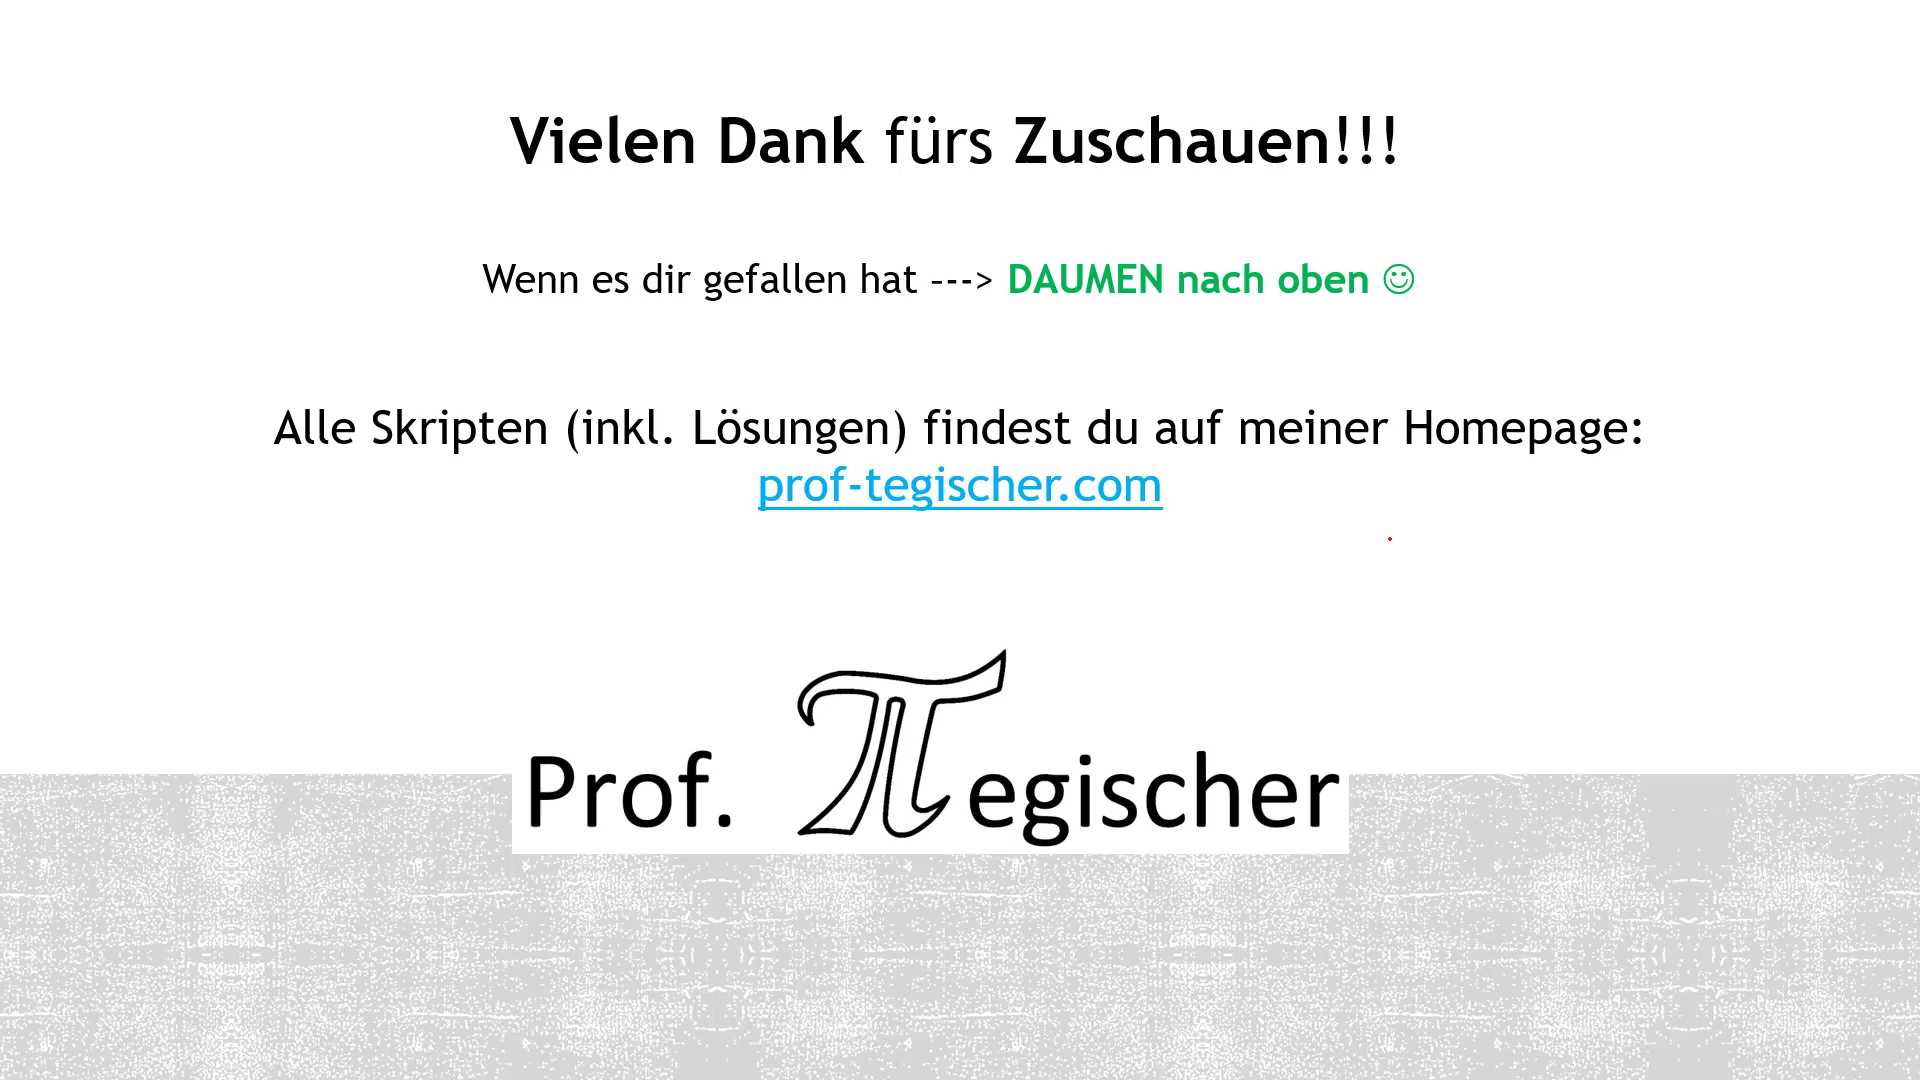 Vielen Dank fürs Zuschauen!!!
Wenn es dir gefallen hat ---> DAUMEN nach oben ☺
Alle Skripten (inkl. Lösungen) findest du auf meiner Homepage:
prof-tegischer.com
Prof. πegischer